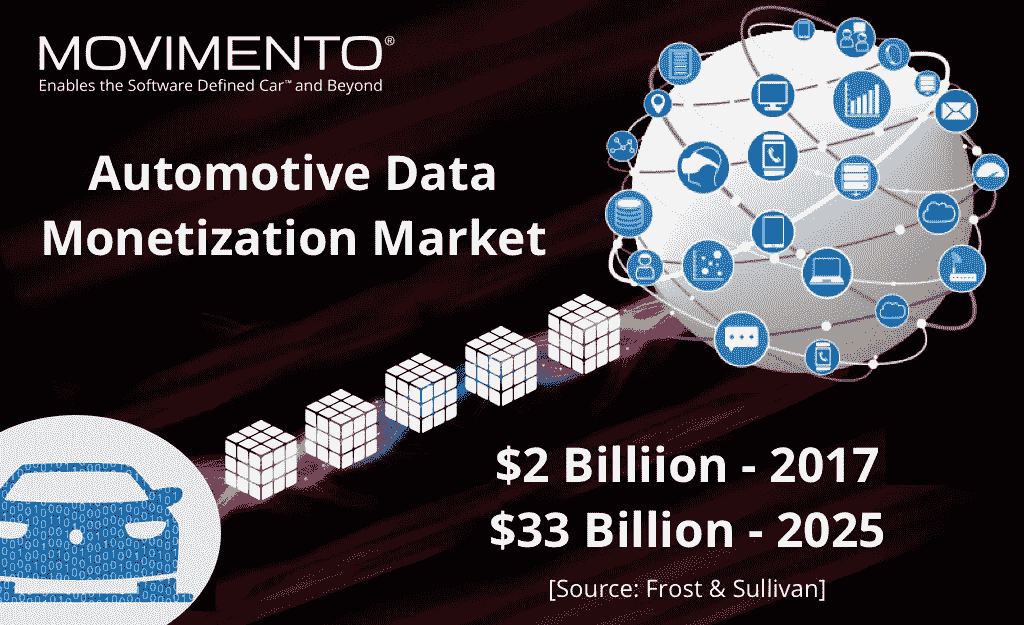 MOVIMENTO®
Enables the Software Defined Car™ and Beyond
Automotive Data
Monetization Market
$2 Billiion - 2017
$33 Billion - 2025
[Source: Frost & Sullivan]